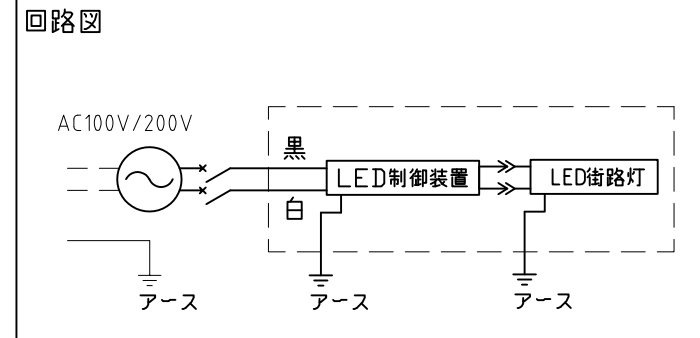 回路図
AC100V/200V
黒
LED制御装置
LED街路灯
白
アース
アース
アース